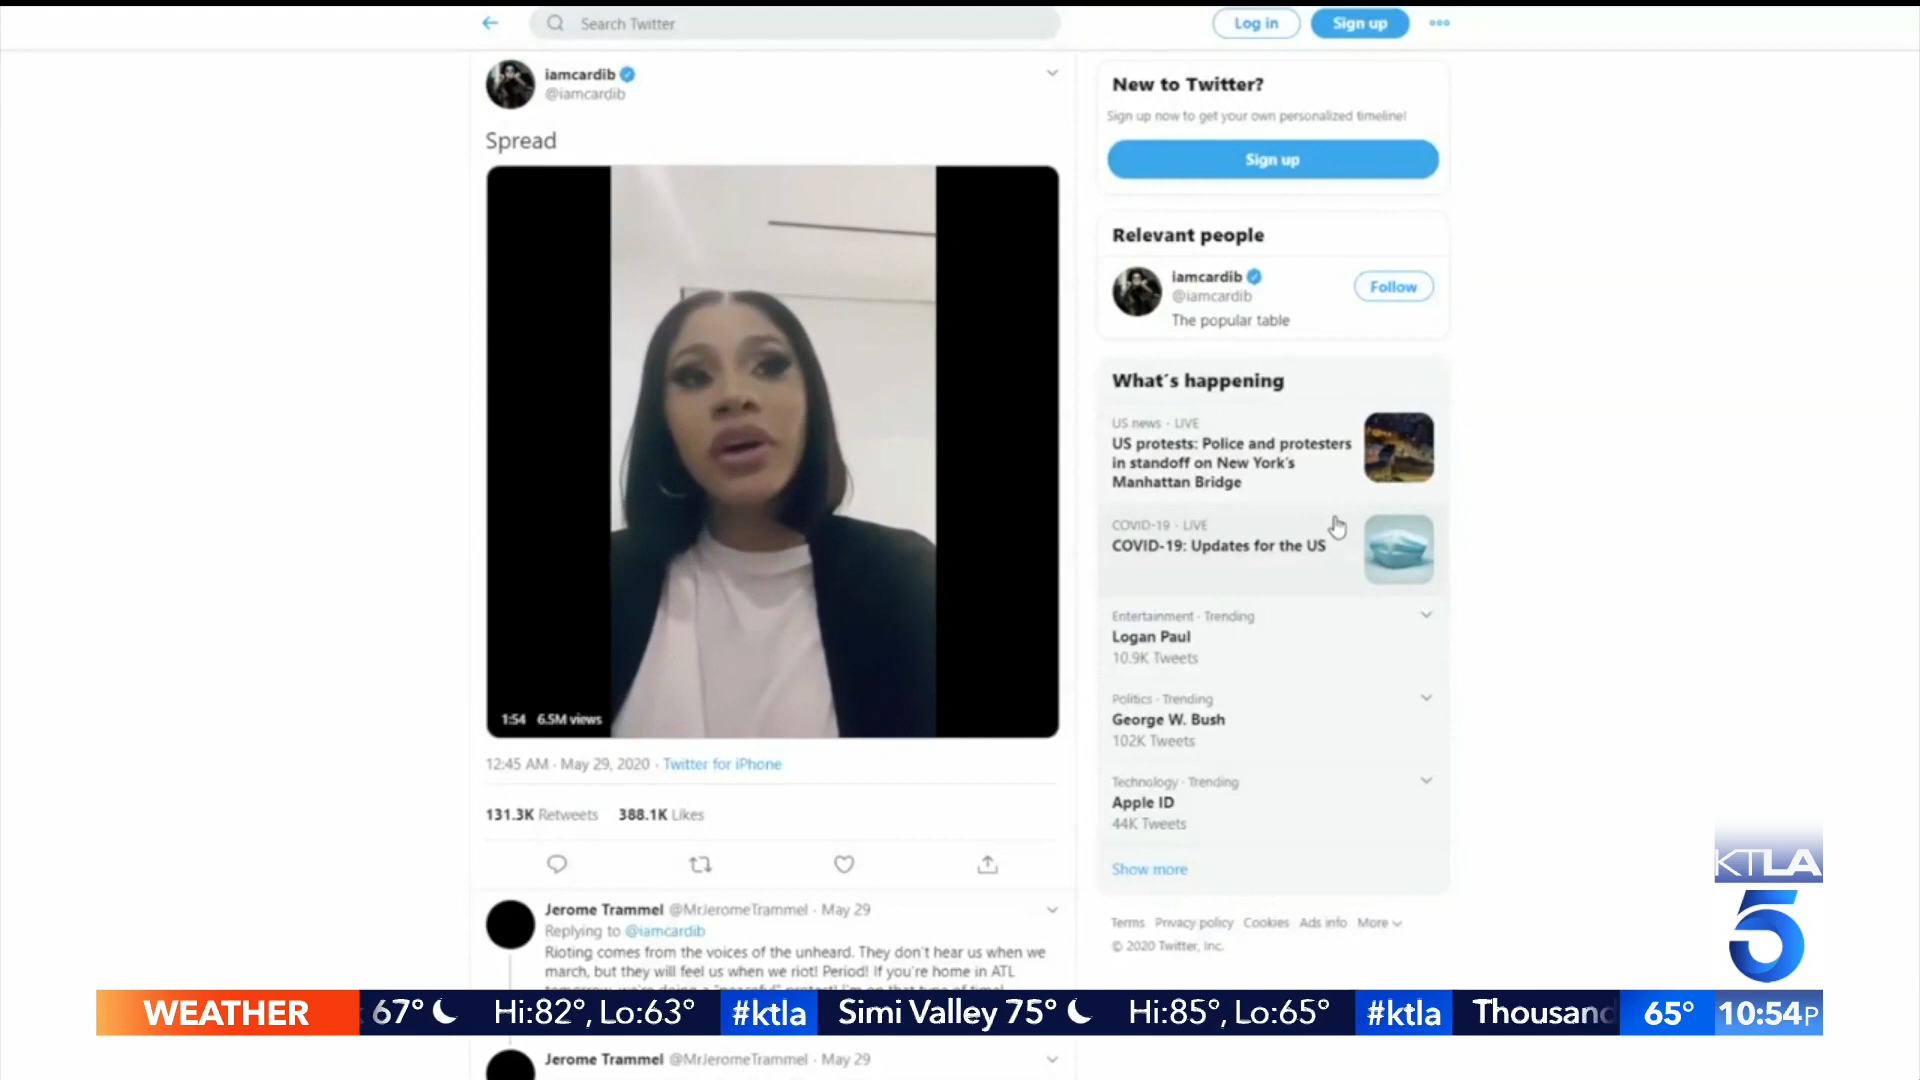 Search Twitter
Log in
Sign up
iamcardib
@iamcardib
Spread
1:54 6.5M views
12:45 AM · May 29, 2020 · Twitter for iPhone
131.3K Retweets 388.1K Likes
Jerome Trammel @MrJeromeTrammel · May 29
Replying to @iamcardib
Rioting comes from the voices of the unheard. They don't hear us when we
march, but they will feel us when we riot! Period! If you're home in ATL
Jerome Trammel @MrJeromeTrammel · May 29
New to Twitter?
Sign up now to get your own personalized timeline!
Sign up
Relevant people
iamcardib
@iamcardib
Follow
The popular table
What´s happening
US news · LIVE
US protests: Police and protesters
in standoff on New York's
Manhattan Bridge
COVID-19 · LIVE
COVID-19: Updates for the US
Entertainment · Trending
Logan Paul
10.9K Tweets
Politics · Trending
George W. Bush
102K Tweets
Technology · Trending
Apple ID
44K Tweets
Show more
Terms Privacy policy Cookies Ads info More
© 2020 Twitter, Inc.
KTLA
5
WEATHER 67° Hi:82°, Lo:63° #ktla Simi Valley 75° Hi:85°, Lo:65° #ktla Thousand 65° 10:54P